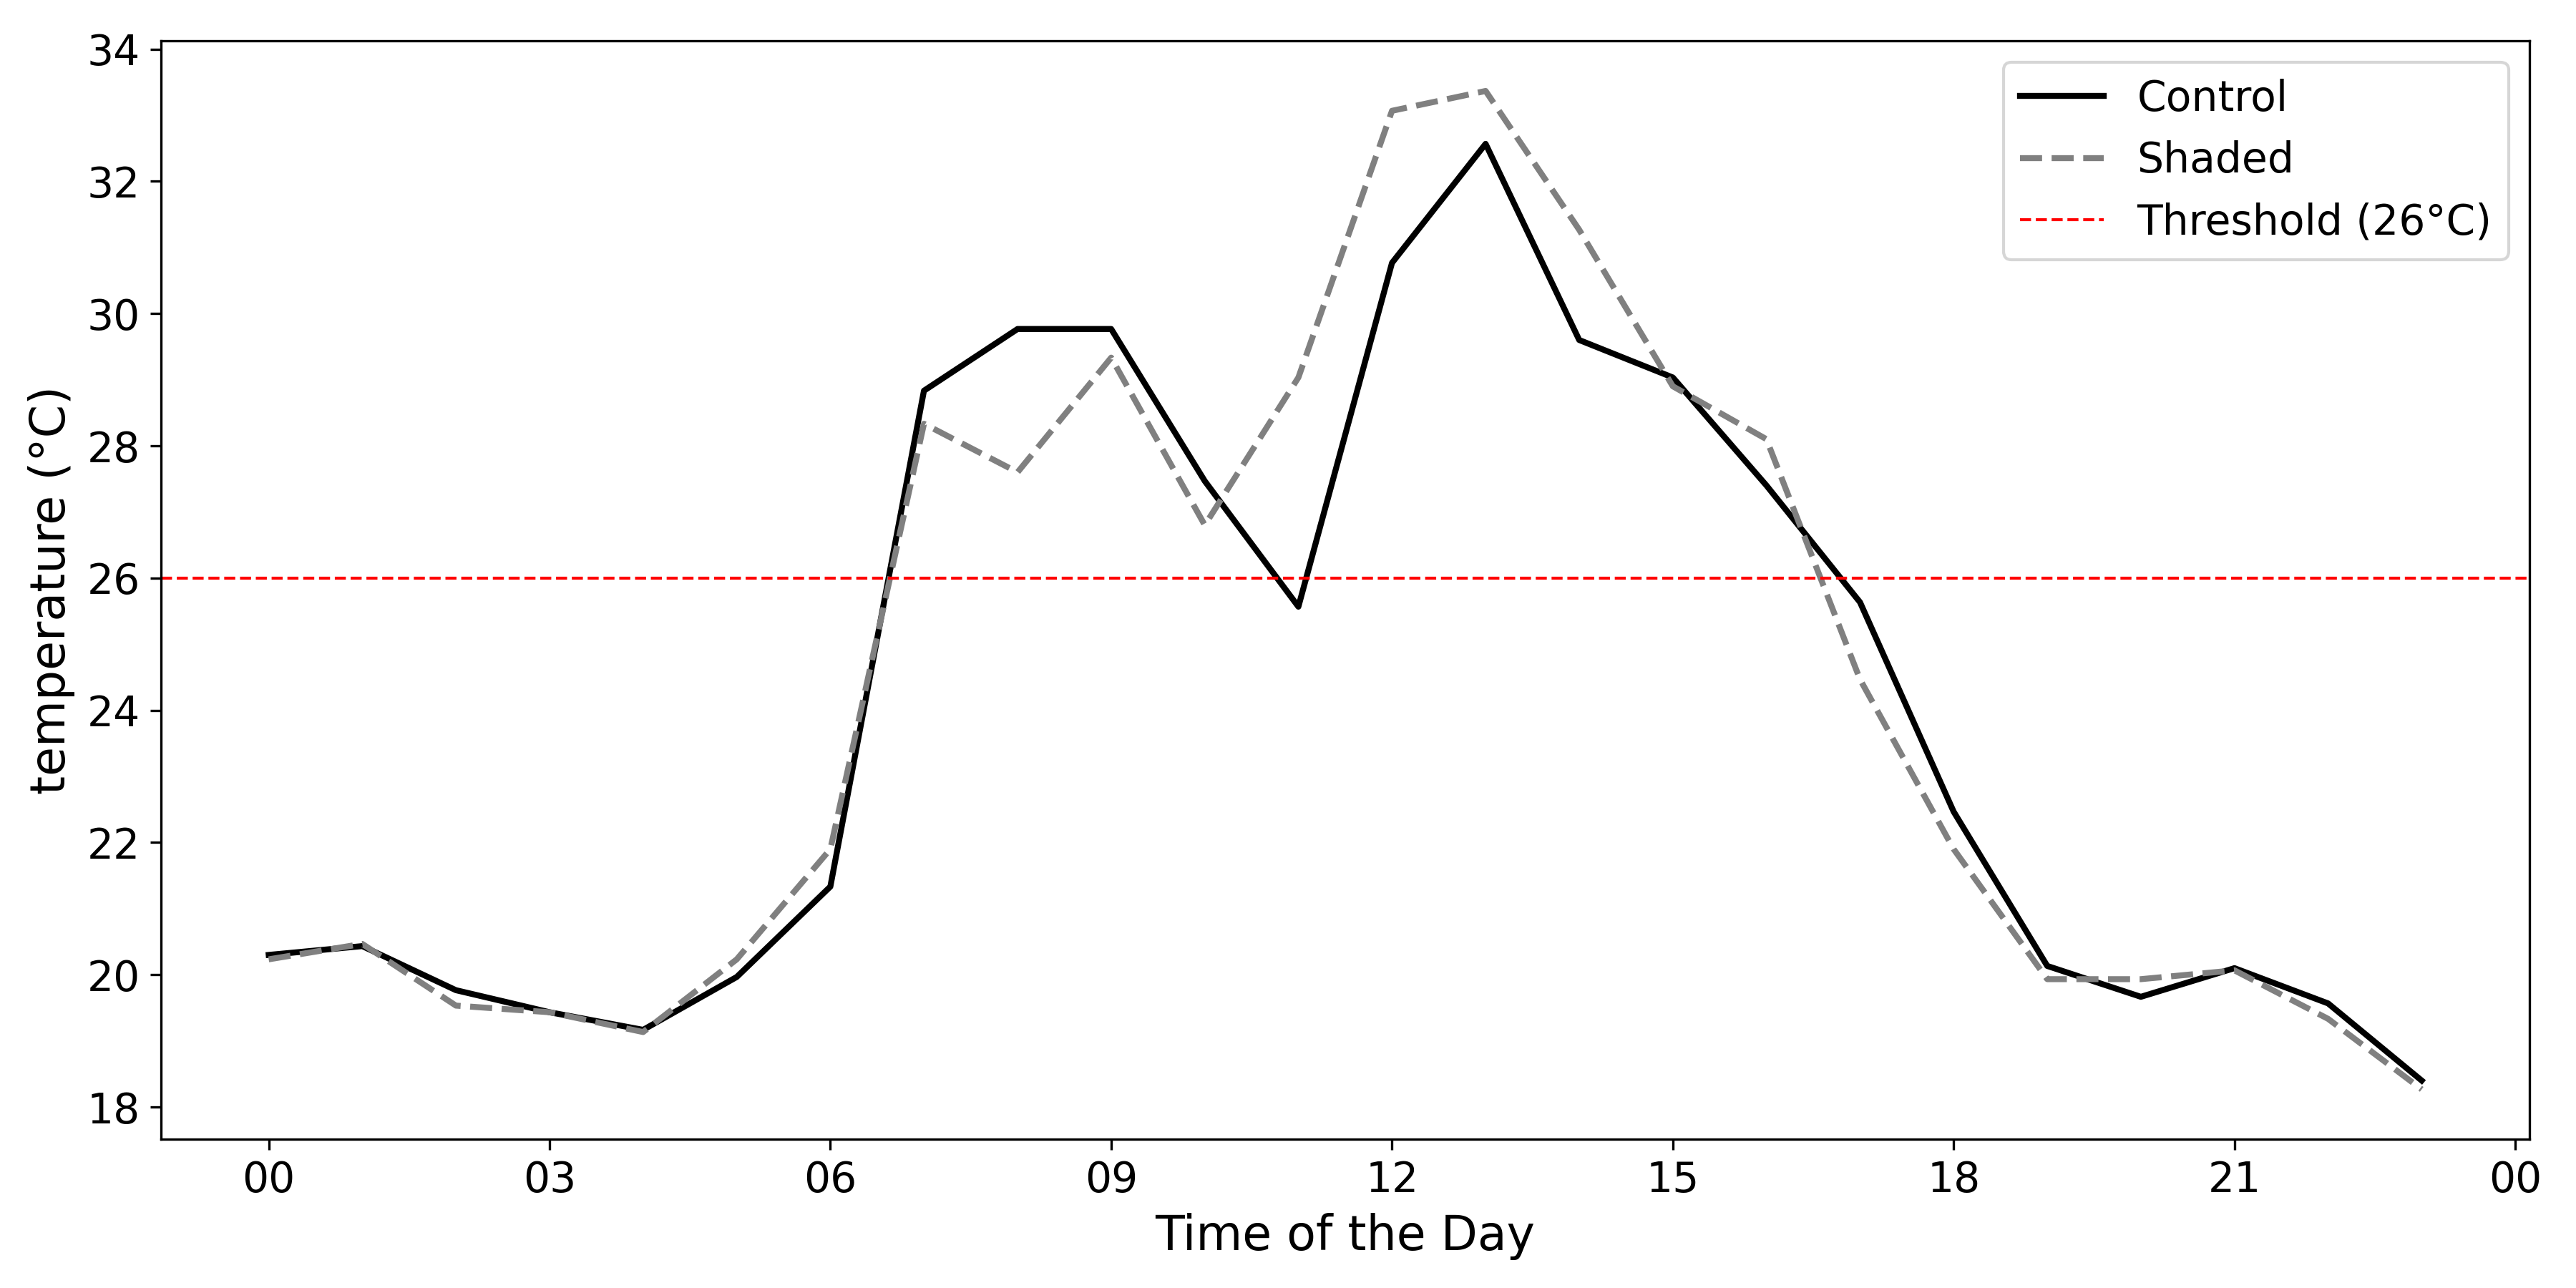 34
32
30
28
26
24
22
20
18
temperature (°C)
Control
Shaded
Threshold (26°C)
00 03 06 09 12 15 18 21 00
Time of the Day